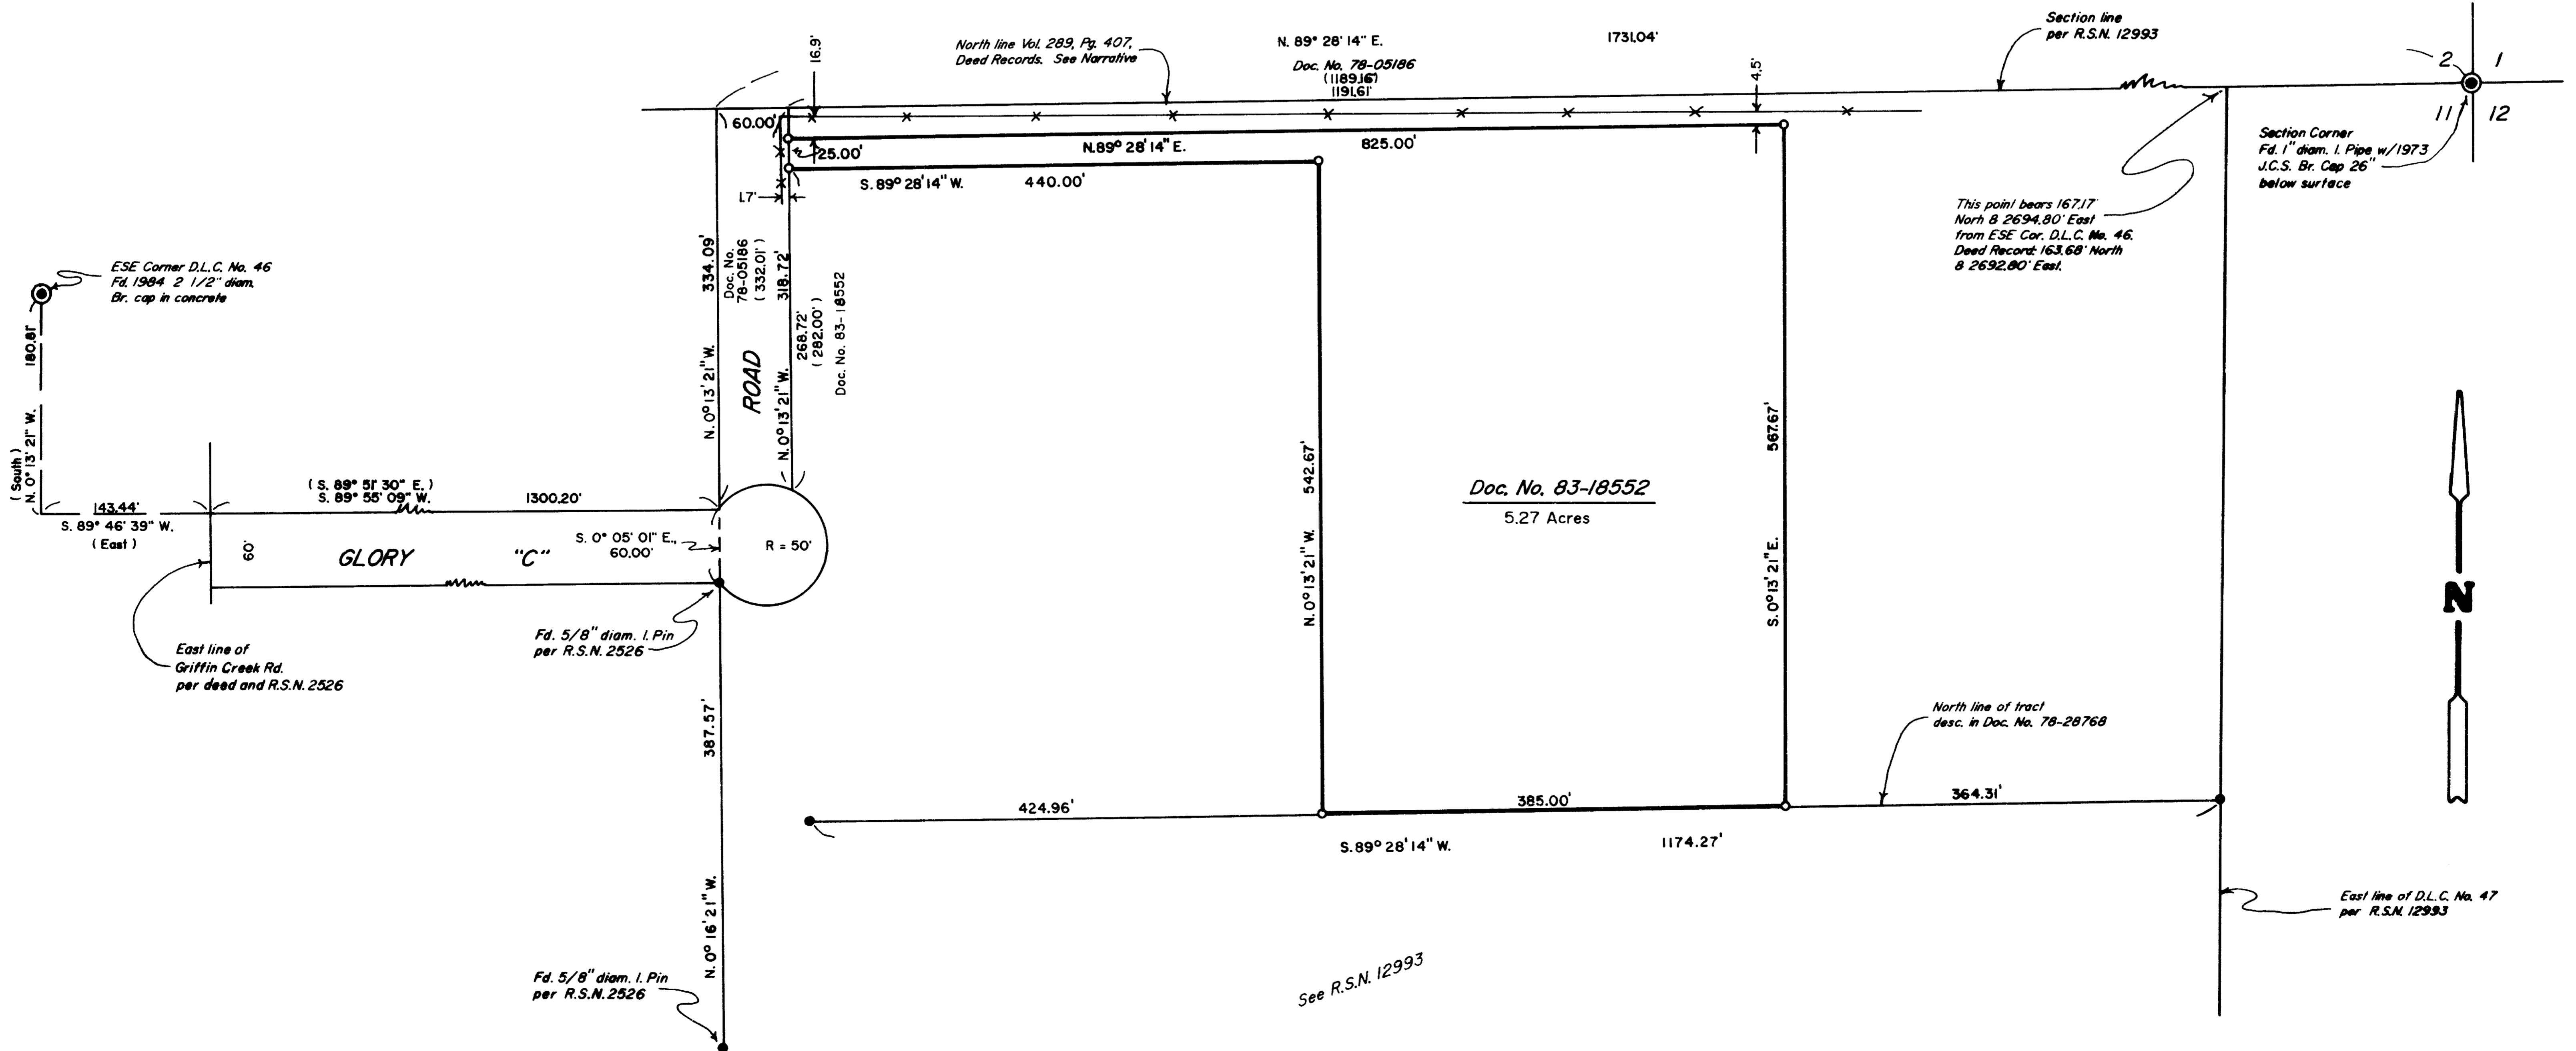 Section line
per R.S.N. 12993
North line Vol. 289, Pg. 407,
Deed Records. See Narrative
N. 89° 28' 14" E.
1731.04'
Doc. No. 78-05186
(1189.16')
1191.61'
16.9'
4.5'
2
1
11
12
Section Corner
Fd. 1" diam. I. Pipe w/1973
J.C.S. Br. Cap 26"
below surface
60.00'
25.00'
N.89° 28' 14" E.
825.00'
S. 89° 28' 14" W.
440.00'
1.7'
This point bears 167.17'
North & 2694.80' East
from ESE Cor. D.L.C. No. 46.
Deed Record: 163.68' North
& 2692.80' East.
ESE Corner D.L.C. No. 46
Fd. 1984 2 1/2" diam.
Br. cap in concrete
180.81'
(South)
N. 0° 13' 21" W.
334.09'
N. 0° 13' 21" W.
Doc. No.
78-05186
( 332.01' )
318.72'
N. 0° 13' 21" W.
268.72'
( 282.00' )
Doc. No. 83-18552
ROAD
143.44'
S. 89° 46' 39" W.
( East )
( S. 89° 51' 30" E. )
S. 89° 55' 09" W.
1300.20'
60'
GLORY "C"
S. 0° 05' 01" E.,
60.00'
R = 50'
542.67'
N. 0° 13' 21" W.
Doc. No. 83-18552
5.27 Acres
567.67'
S. 0° 13' 21" E.
N
East line of
Griffin Creek Rd.
per deed and R.S.N. 2526
Fd. 5/8" diam. I. Pin
per R.S.N. 2526
387.57'
N. 0° 16' 21" W.
North line of tract
desc. in Doc. No. 78-28768
424.96'
385.00'
364.31'
S. 89° 28' 14" W.
1174.27'
East line of D.L.C. No. 47
per R.S.N. 12993
Fd. 5/8" diam. I. Pin
per R.S.N. 2526
See R.S.N. 12993